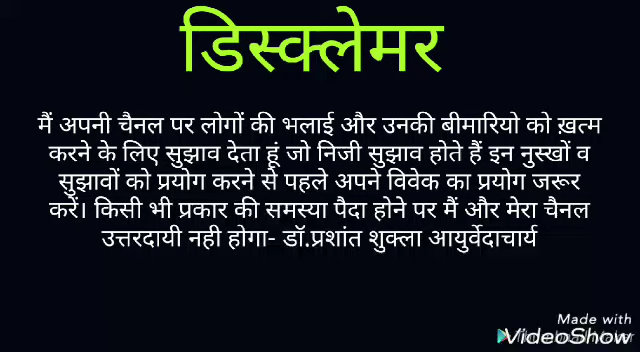 डिस्क्लेमर
मैं अपनी चैनल पर लोगों की भलाई और उनकी बीमारियो को ख़त्म
करने के लिए सुझाव देता हूं जो निजी सुझाव होते हैं इन नुस्खों व
सुझावों को प्रयोग करने से पहले अपने विवेक का प्रयोग जरूर
करें। किसी भी प्रकार की समस्या पैदा होने पर मैं और मेरा चैनल
उत्तरदायी नही होगा- डॉ.प्रशांत शुक्ला आयुर्वेदाचार्य
Made with
VideoShow